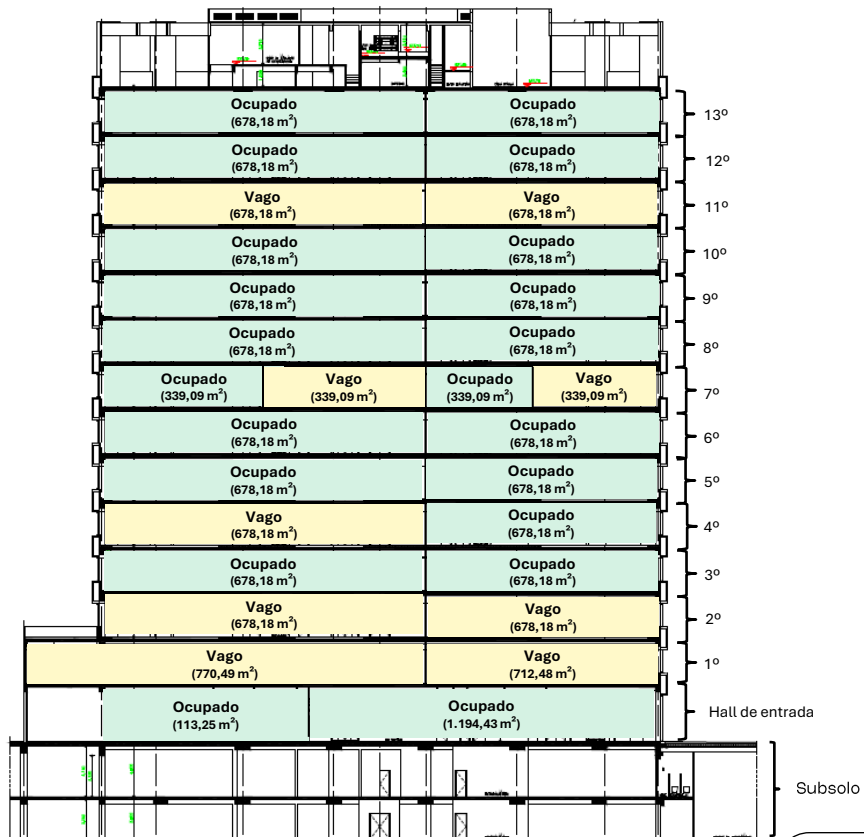 Ocupado
(678,18 m²)
Ocupado
(678,18 m²)
13º
Ocupado
(678,18 m²)
Ocupado
(678,18 m²)
12º
Vago
(678,18 m²)
Vago
(678,18 m²)
11º
Ocupado
(678,18 m²)
Ocupado
(678,18 m²)
10º
Ocupado
(678,18 m²)
Ocupado
(678,18 m²)
9º
Ocupado
(678,18 m²)
Ocupado
(678,18 m²)
8º
Ocupado
(339,09 m²)
Vago
(339,09 m²)
Ocupado
(339,09 m²)
Vago
(339,09 m²)
7º
Ocupado
(678,18 m²)
Ocupado
(678,18 m²)
6º
Ocupado
(678,18 m²)
Ocupado
(678,18 m²)
5º
Vago
(678,18 m²)
Ocupado
(678,18 m²)
4º
Ocupado
(678,18 m²)
Ocupado
(678,18 m²)
3º
Vago
(678,18 m²)
Vago
(678,18 m²)
2º
Vago
(770,49 m²)
Vago
(712,48 m²)
1º
Ocupado
(113,25 m²)
Ocupado
(1.194,43 m²)
Hall de entrada
Subsolo